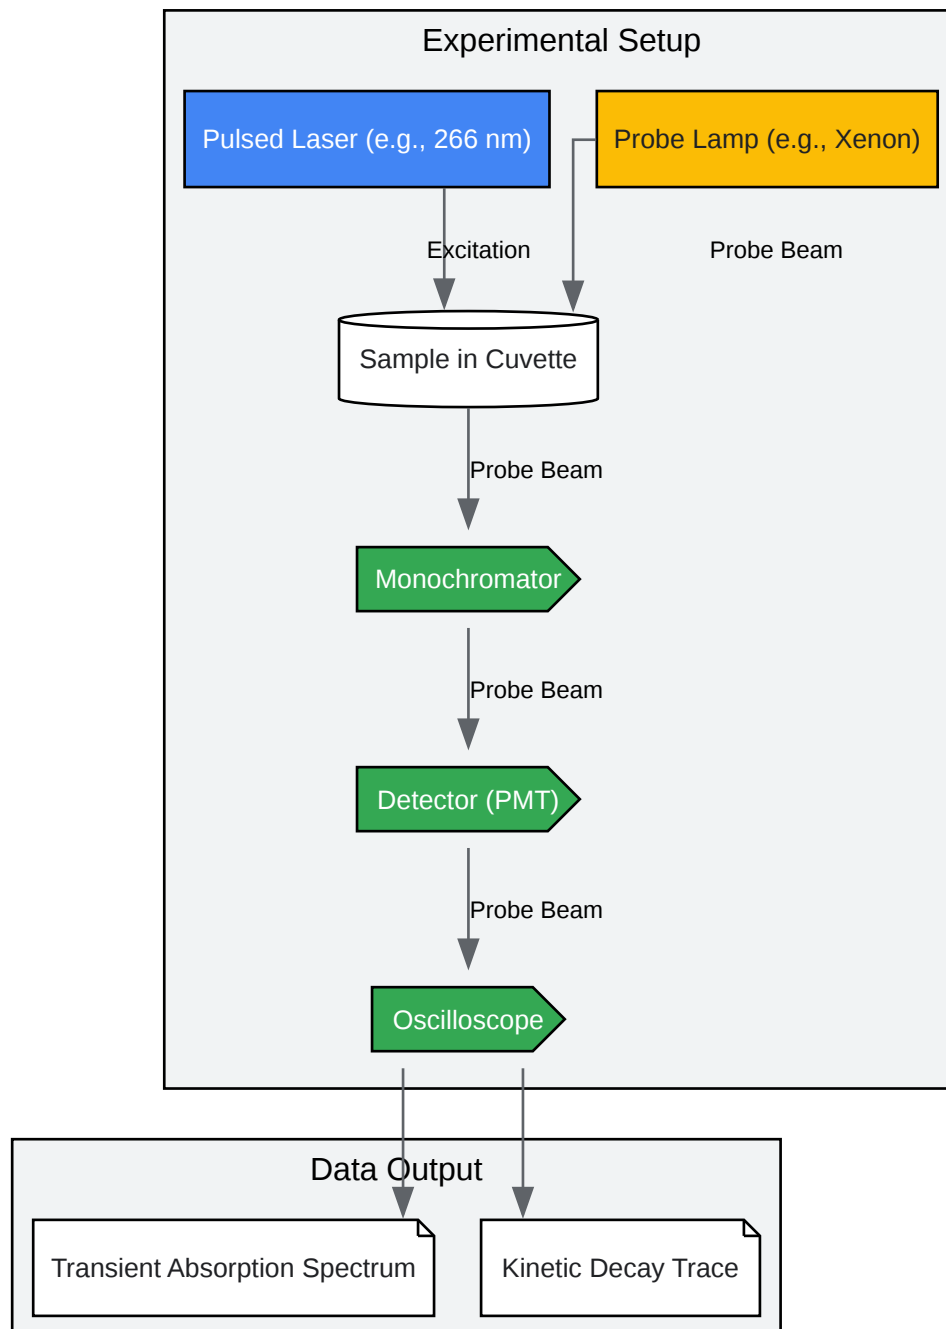 Experimental Setup
Pulsed Laser (e.g., 266 nm)
Probe Lamp (e.g., Xenon)
Excitation
Probe Beam
Sample in Cuvette
Probe Beam
Monochromator
Probe Beam
Detector (PMT)
Probe Beam
Oscilloscope
Data Output
Transient Absorption Spectrum
Kinetic Decay Trace